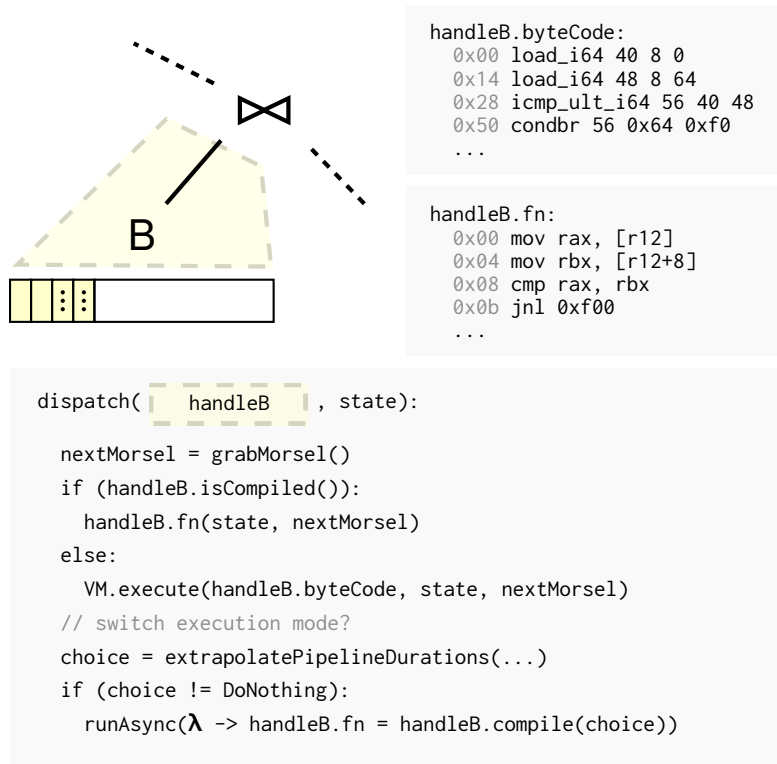 B
handleB.byteCode:
0x00 load_i64 40 8 0
0x14 load_i64 48 8 64
0x28 icmp_ult_i64 56 40 48
0x50 condbr 56 0x64 0xf0
...
handleB.fn:
0x00 mov rax, [r12]
0x04 mov rbx, [r12+8]
0x08 cmp rax, rbx
0x0b jnl 0xf00
...
dispatch( handleB , state):
nextMorsel = grabMorsel()
if (handleB.isCompiled()):
handleB.fn(state, nextMorsel)
else:
VM.execute(handleB.byteCode, state, nextMorsel)
// switch execution mode?
choice = extrapolatePipelineDurations(...)
if (choice != DoNothing):
runAsync(λ -> handleB.fn = handleB.compile(choice))